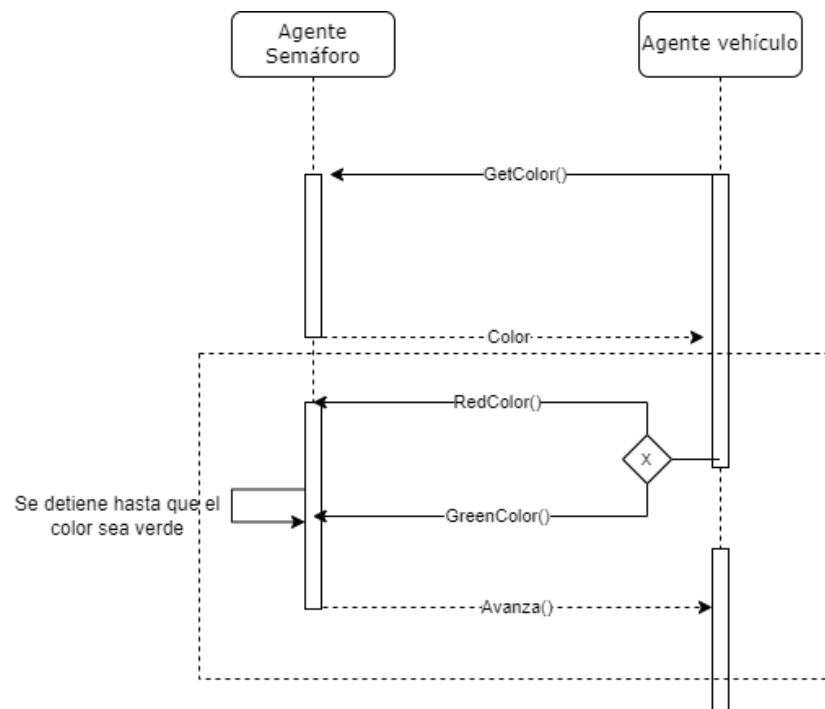 Agente
Semáforo
Agente vehículo
GetColor()
Color
RedColor()
X
Se detiene hasta que el
color sea verde
GreenColor()
Avanza()